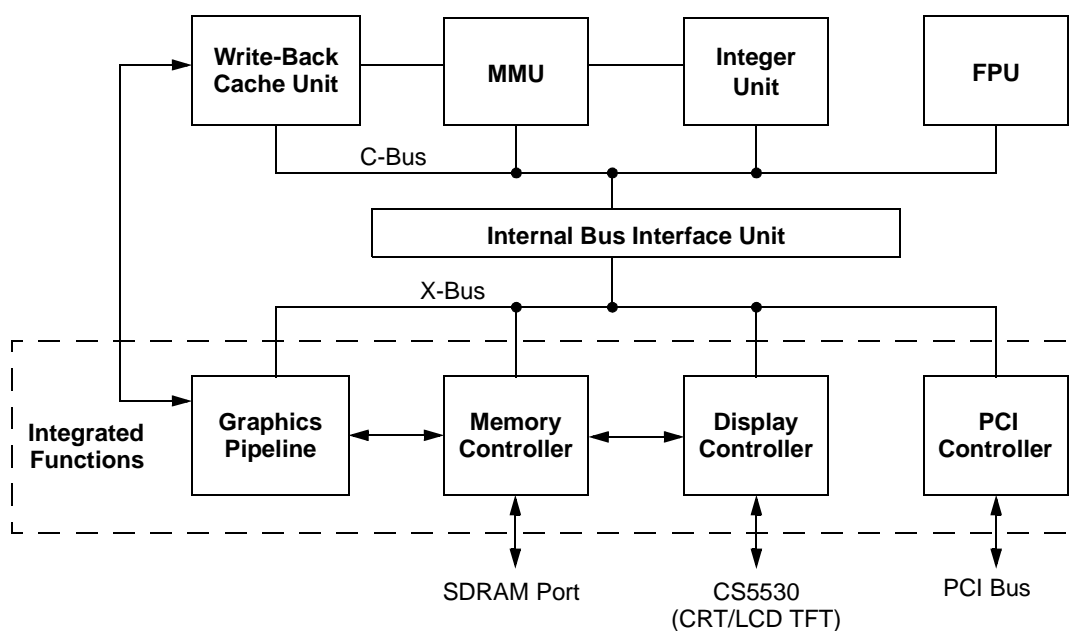 Write-Back
Cache Unit
MMU
Integer
Unit
FPU
C-Bus
Internal Bus Interface Unit
X-Bus
Integrated
Functions
Graphics
Pipeline
Memory
Controller
Display
Controller
PCI
Controller
SDRAM Port
CS5530
(CRT/LCD TFT)
PCI Bus